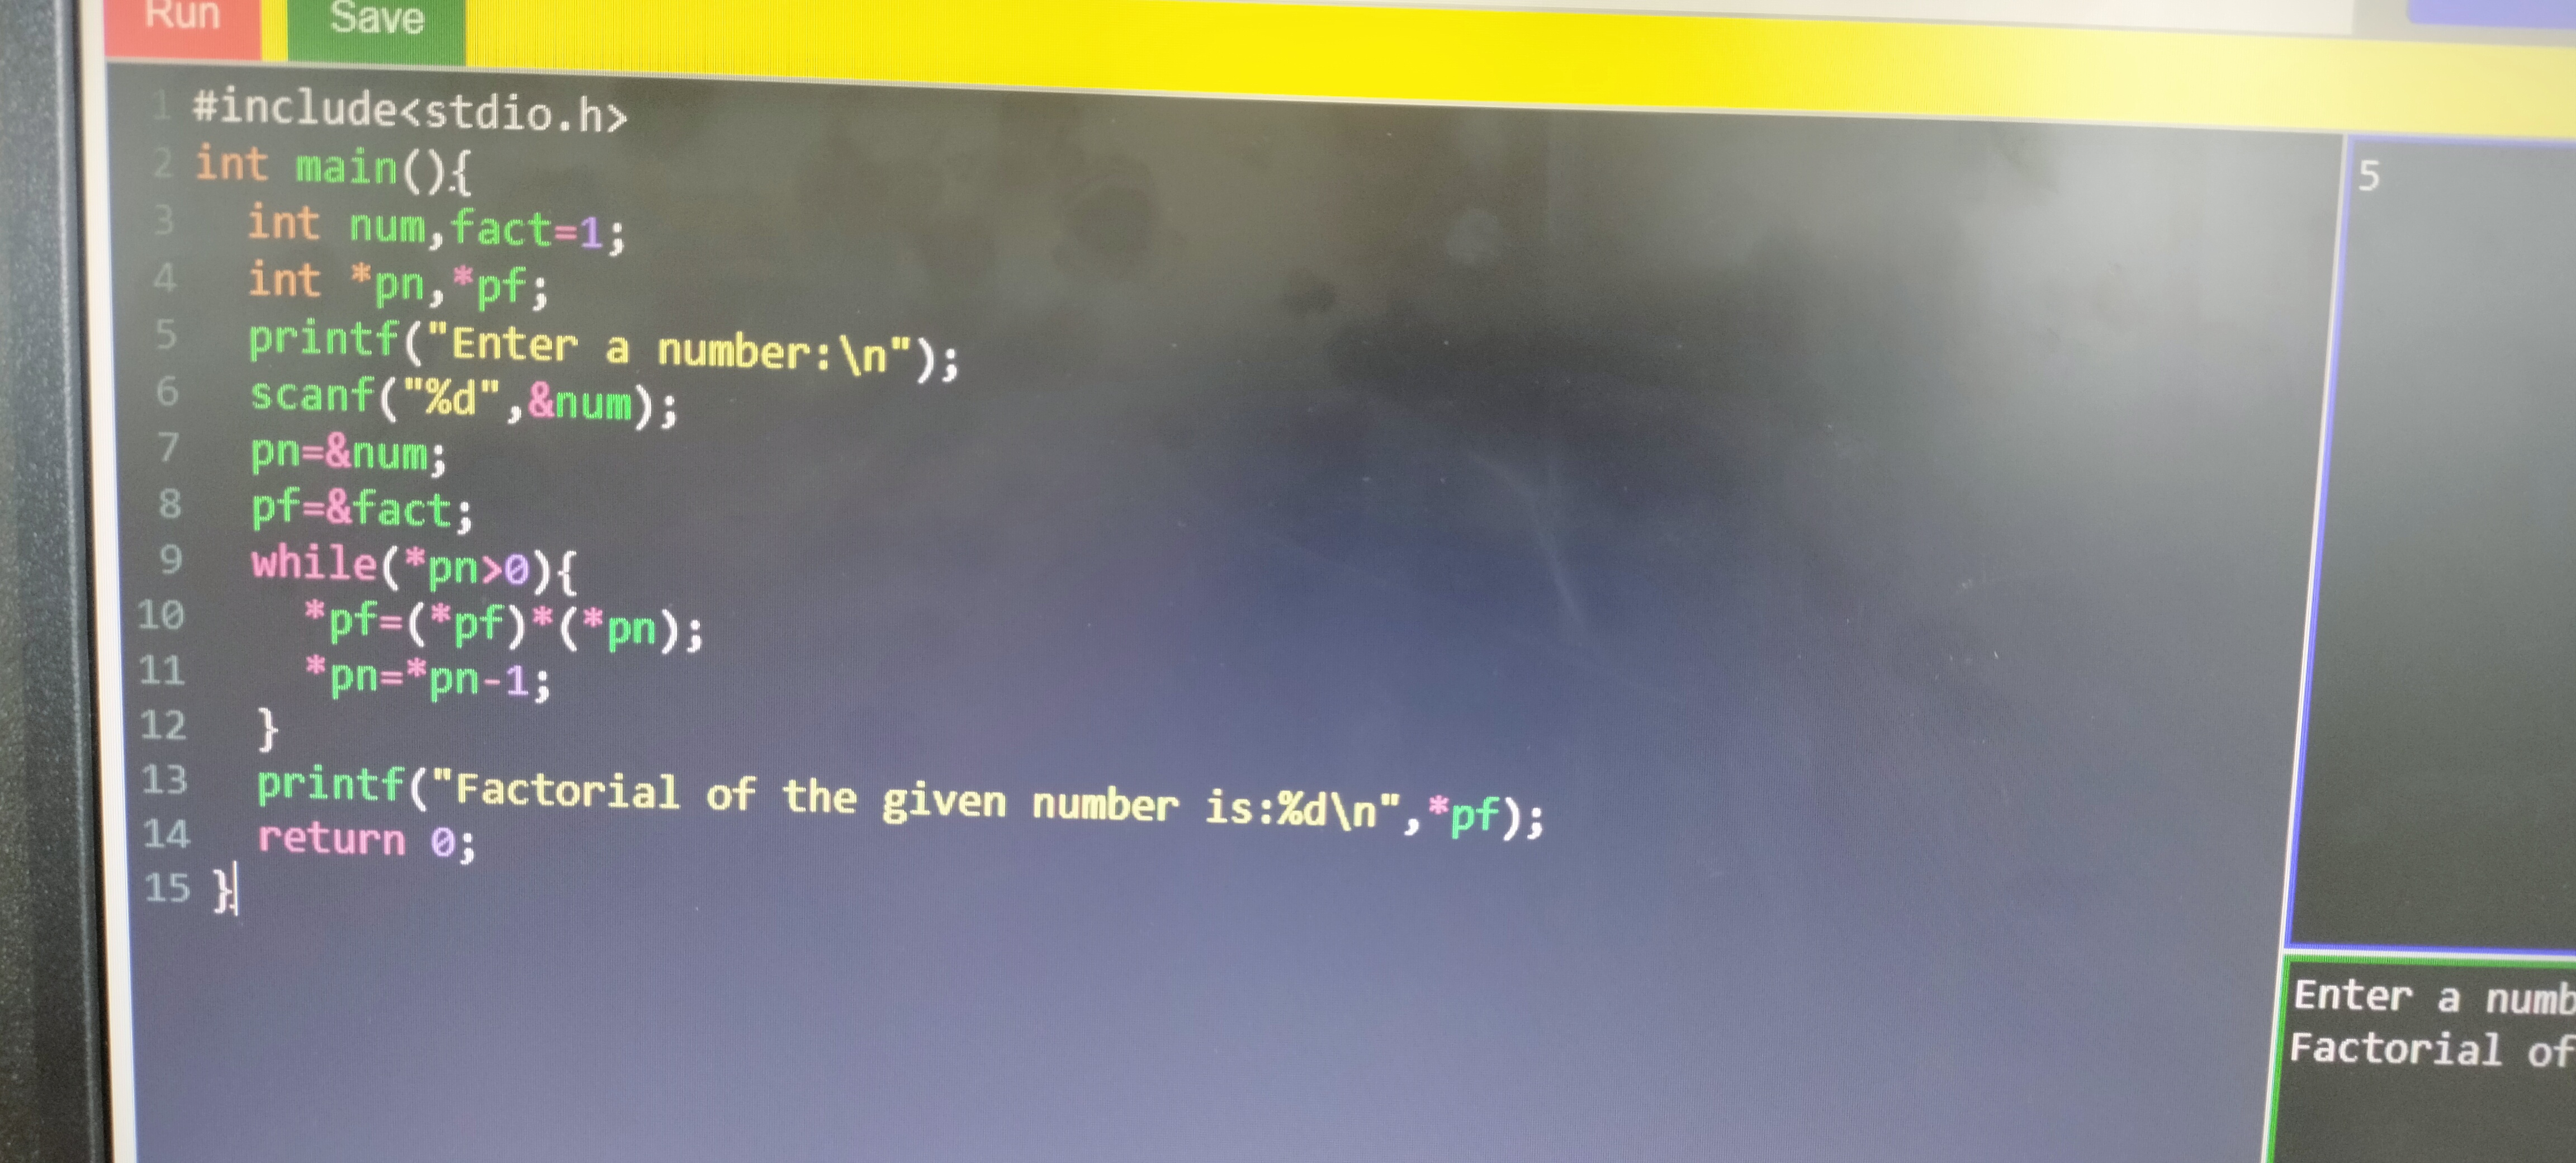 Run Save
1 #include<stdio.h>
2 int main(){
3 int num,fact=1;
4 int *pn,*pf;
5 printf("Enter a number:\n");
6 scanf("%d",&num);
7 pn=&num;
8 pf=&fact;
9 while(*pn>0){
10 *pf=(*pf)*(*pn);
11 *pn=*pn-1;
12 }
13 printf("Factorial of the given number is:%d\n",*pf);
14 return 0;
15 }
5
Enter a numb
Factorial of